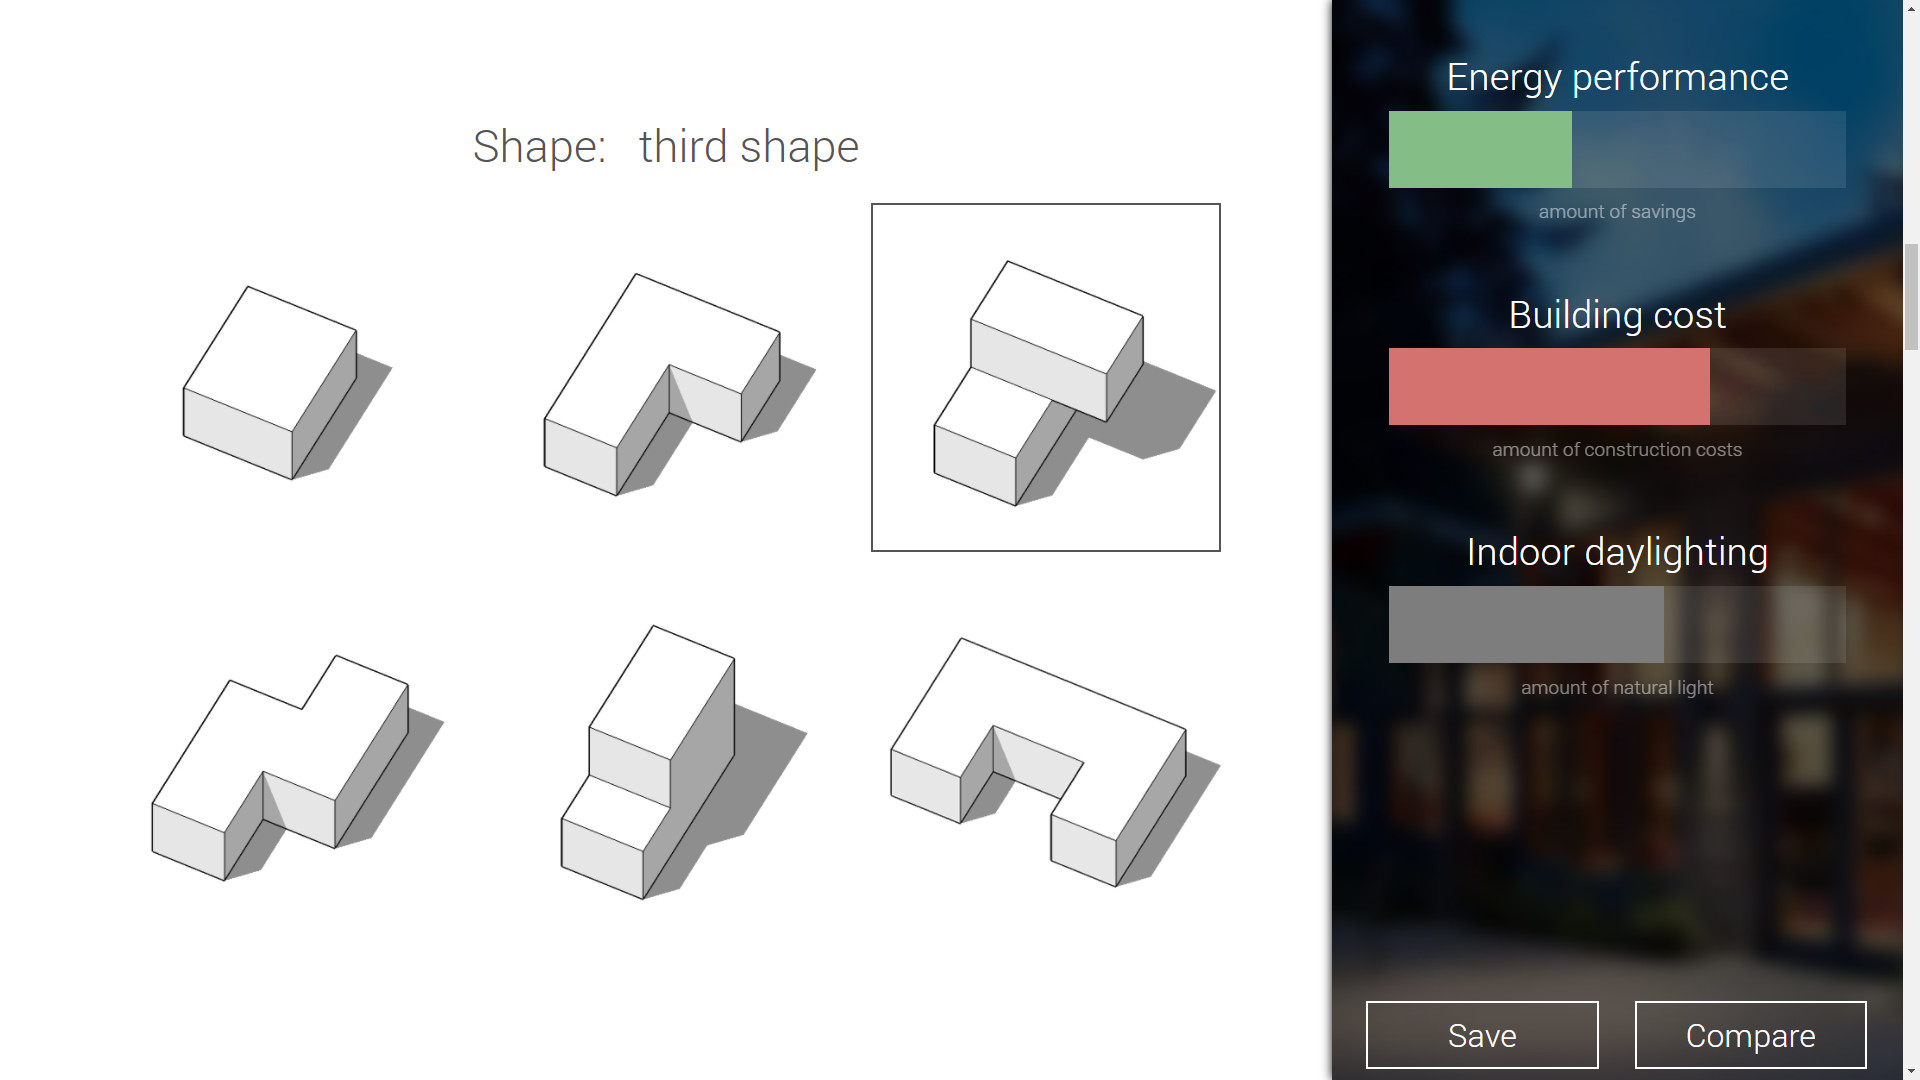 Shape: third shape
Energy performance
amount of savings
Building cost
amount of construction costs
Indoor daylighting
amount of natural light
Save
Compare